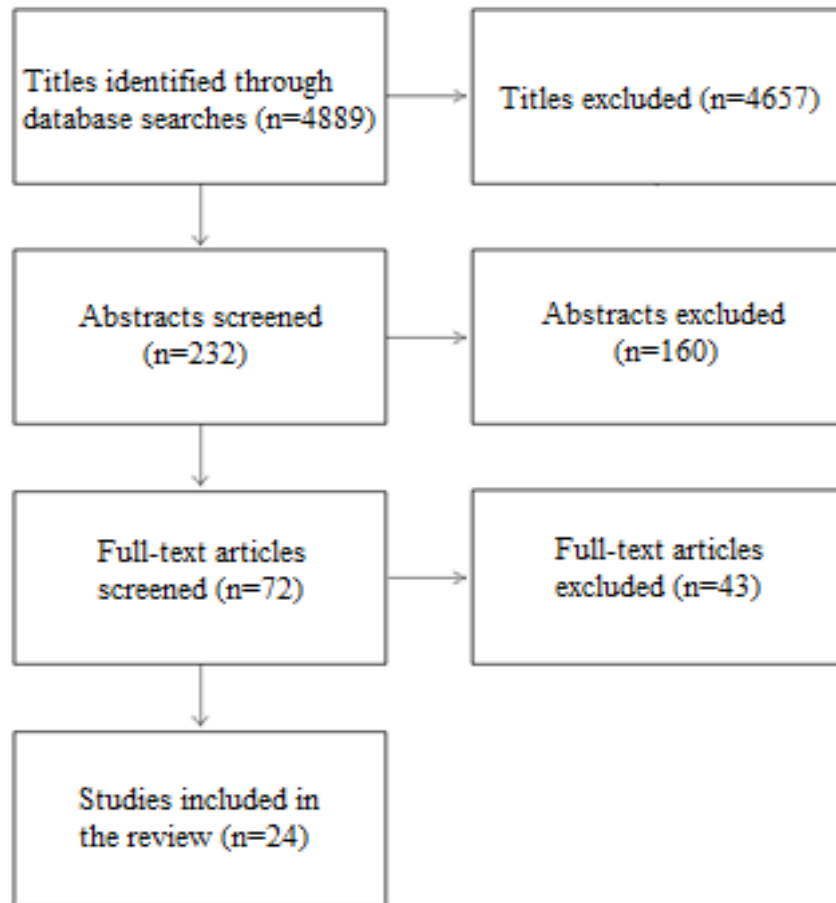 Titles identified through
database searches (n=4889)
Titles excluded (n=4657)
Abstracts screened
(n=232)
Abstracts excluded
(n=160)
Full-text articles
screened (n=72)
Full-text articles
excluded (n=43)
Studies included in
the review (n=24)